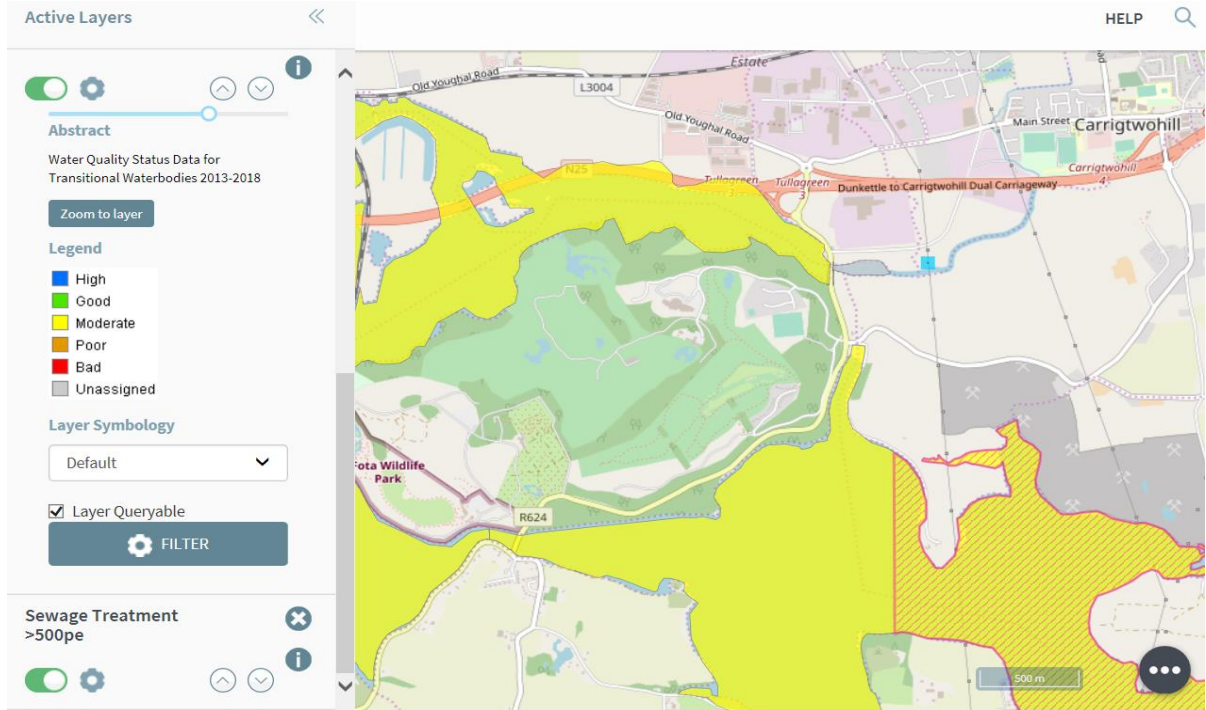 Active Layers
HELP
Abstract
Water Quality Status Data for
Transitional Waterbodies 2013-2018
Zoom to layer
Legend
High
Good
Moderate
Poor
Bad
Unassigned
Layer Symbology
Default
Layer Queryable
FILTER
Sewage Treatment
>500pe
Estate
Old Youghal Road
L3004
Old Youghal Road
Main Street
Carrigtwohill
N25
Tullagreen
3
Tullagreen
3
Carrigtwohill
4
Dunkettle to Carrigtwohill Dual Carriageway
Fota Wildlife
Park
R624
500 m